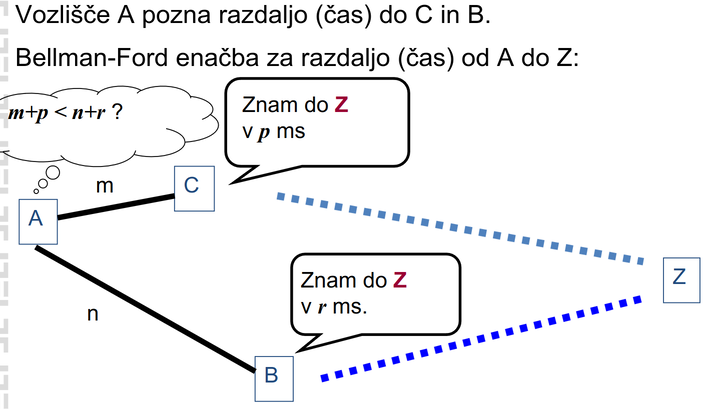 Vozlišče A pozna razdaljo (čas) do C in B.
Bellman-Ford enačba za razdaljo (čas) od A do Z:
m+p < n+r ?
Znam do Z
v p ms
m
C
A
Z
Znam do Z
v r ms.
n
B